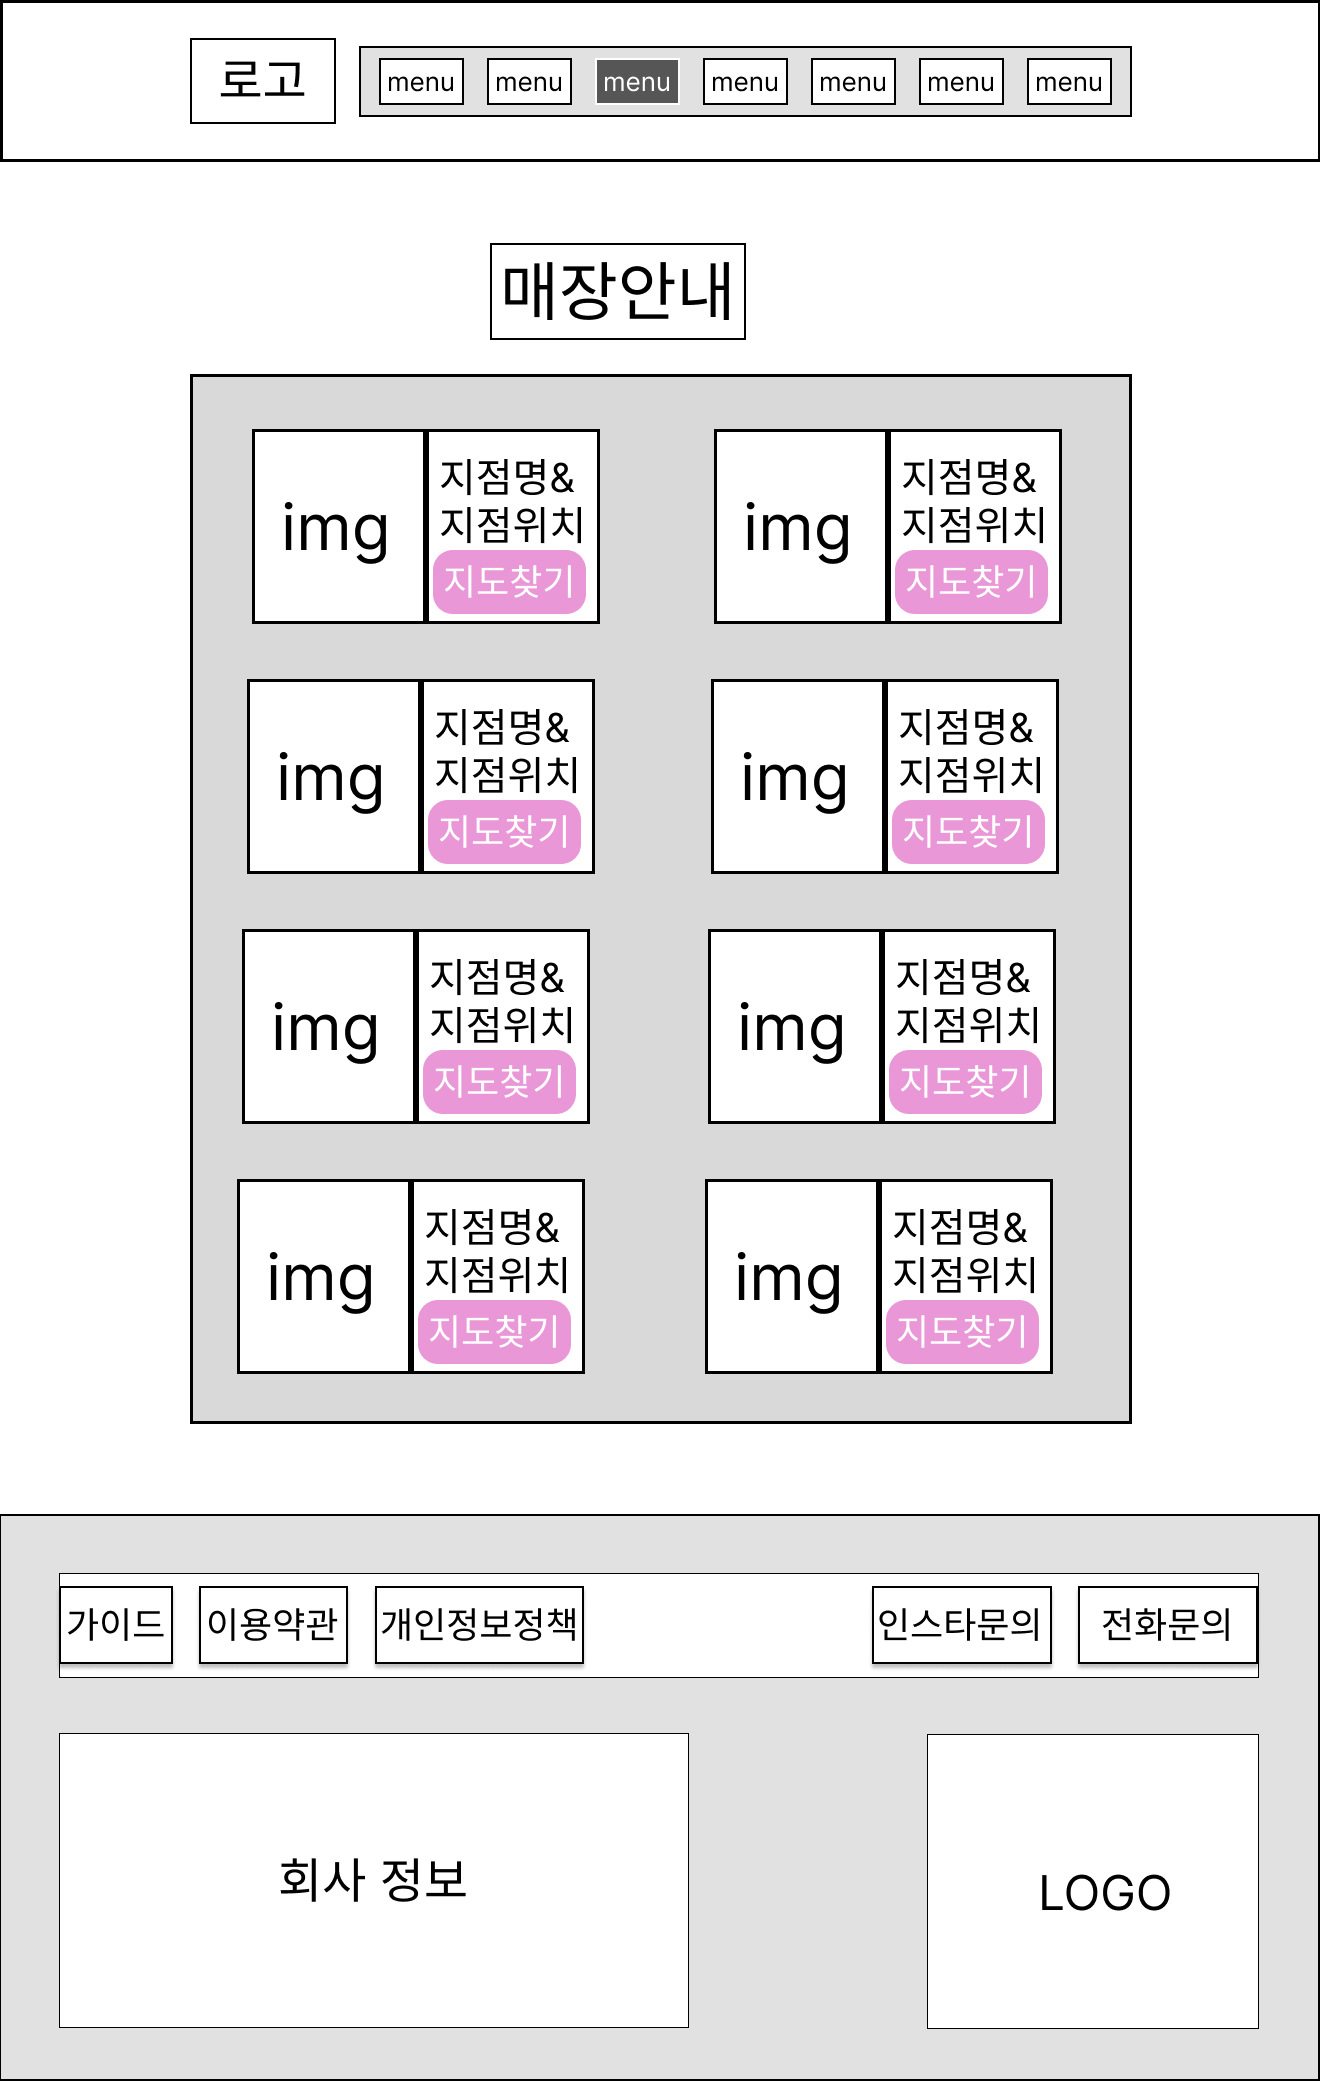 로고
menu menu menu menu menu menu menu
매장안내
img
지점명&
지점위치
지도찾기
img
지점명&
지점위치
지도찾기
img
지점명&
지점위치
지도찾기
img
지점명&
지점위치
지도찾기
img
지점명&
지점위치
지도찾기
img
지점명&
지점위치
지도찾기
img
지점명&
지점위치
지도찾기
img
지점명&
지점위치
지도찾기
가이드 이용약관 개인정보정책 인스타문의 전화문의
회사 정보
LOGO